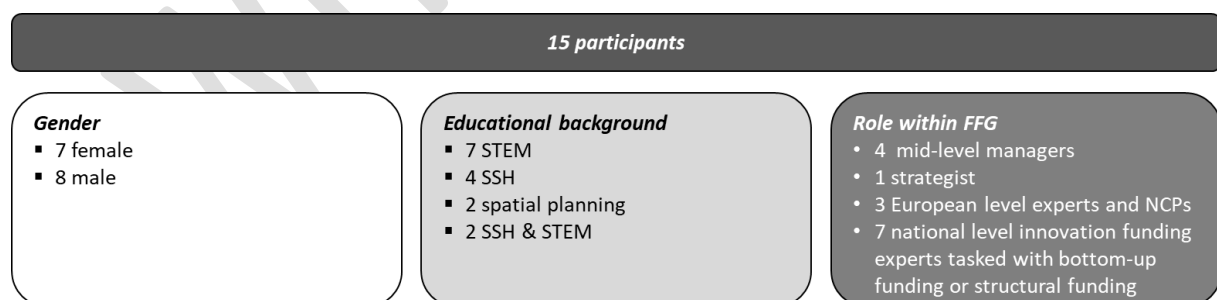 15 participants
Gender
▪ 7 female
▪ 8 male
Educational background
▪ 7 STEM
▪ 4 SSH
▪ 2 spatial planning
▪ 2 SSH & STEM
Role within FFG
• 4 mid-level managers
• 1 strategist
• 3 European level experts and NCPs
• 7 national level innovation funding
experts tasked with bottom-up
funding or structural funding